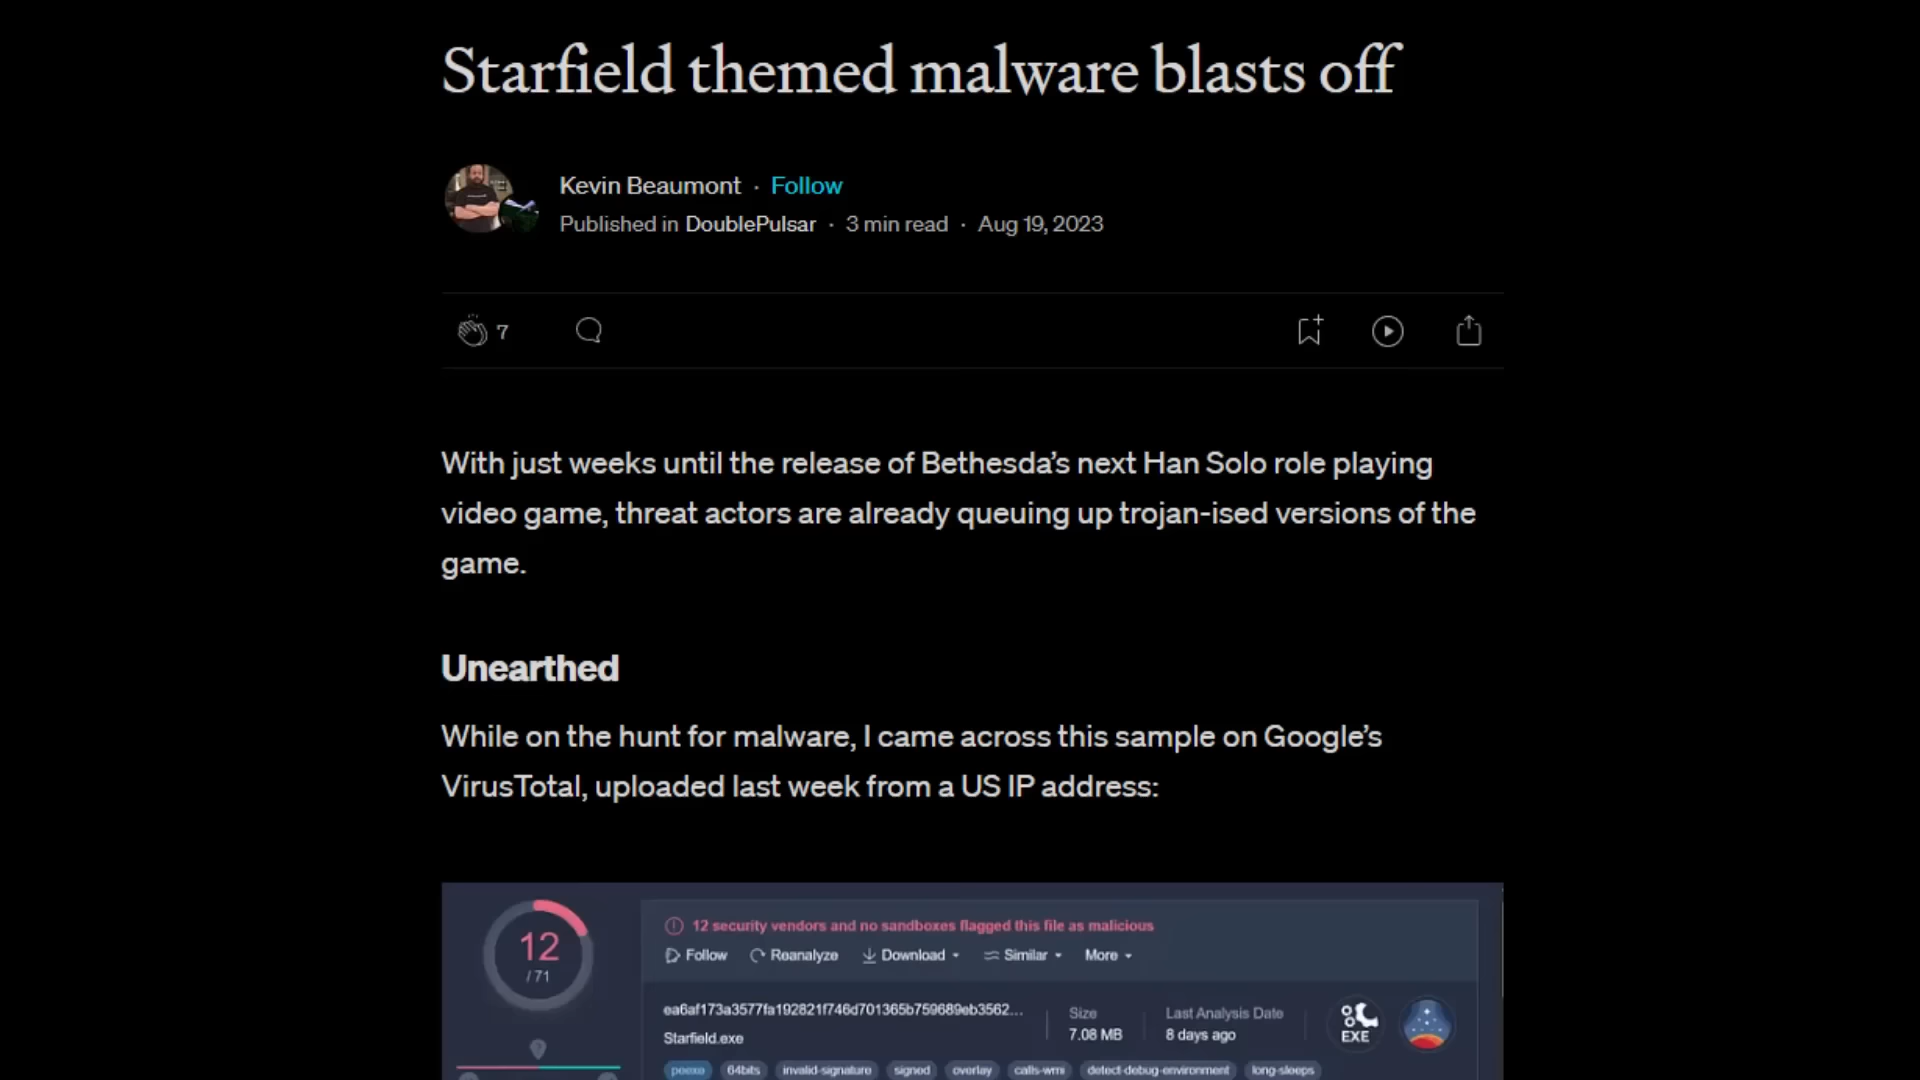 Starfield themed malware blasts off
Kevin Beaumont · Follow
Published in DoublePulsar · 3 min read · Aug 19, 2023
7
With just weeks until the release of Bethesda’s next Han Solo role playing
video game, threat actors are already queuing up trojan-ised versions of the
game.
Unearthed
While on the hunt for malware, I came across this sample on Google’s
VirusTotal, uploaded last week from a US IP address:
12
/ 71
12 security vendors and no sandboxes flagged this file as malicious
Follow Reanalyze Download Similar More
ea6af173a3577fa192821f746d701365b759689eb3562...
Starfield.exe
Size
7.08 MB
Last Analysis Date
8 days ago
EXE
peexe 64bits invalid-signature signed overlay calls-wmi detect-debug-environment long-sleeps